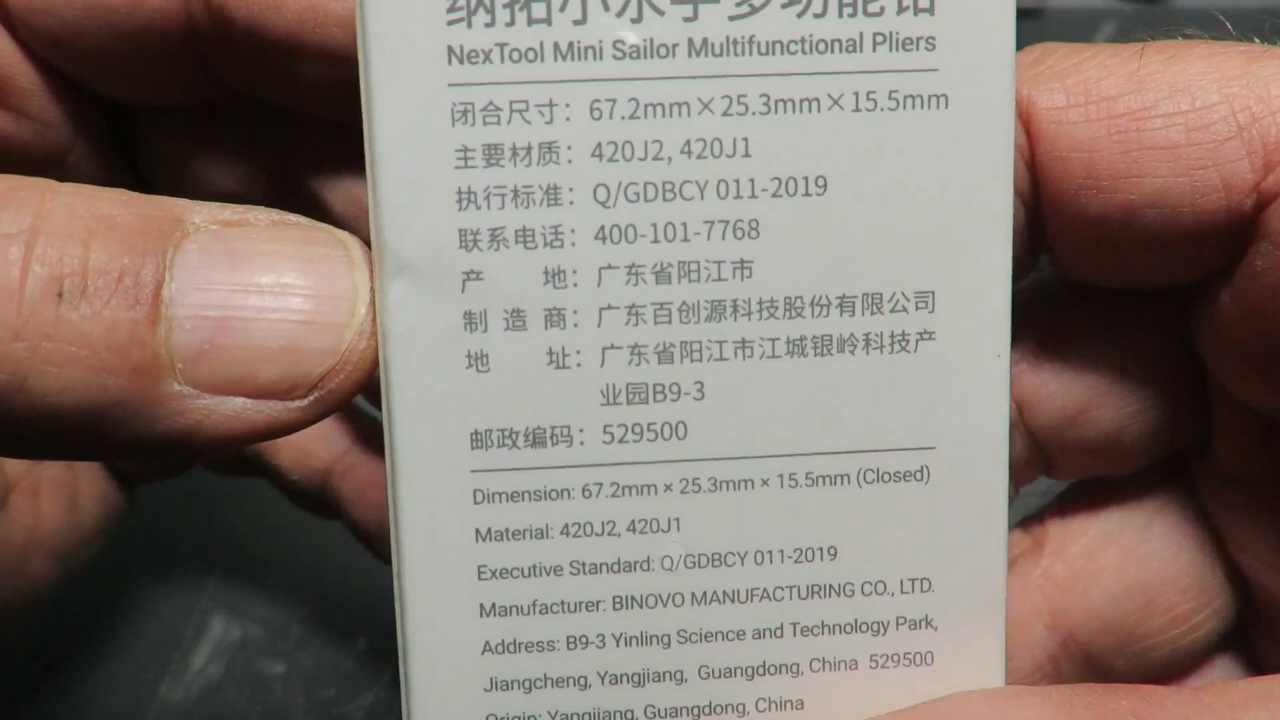 纳拓小水手多功能钳
NexTool Mini Sailor Multifunctional Pliers
闭合尺寸：67.2mm×25.3mm×15.5mm
主要材质：420J2, 420J1
执行标准：Q/GDBCY 011-2019
联系电话：400-101-7768
产 地：广东省阳江市
制 造 商：广东百创源科技股份有限公司
地 址：广东省阳江市江城银岭科技产
业园B9-3
邮政编码：529500
Dimension: 67.2mm × 25.3mm × 15.5mm (Closed)
Material: 420J2, 420J1
Executive Standard: Q/GDBCY 011-2019
Manufacturer: BINOVO MANUFACTURING CO., LTD.
Address: B9-3 Yinling Science and Technology Park,
Jiangcheng, Yangjiang, Guangdong, China 529500
Origin: Yangjiang, Guangdong, China